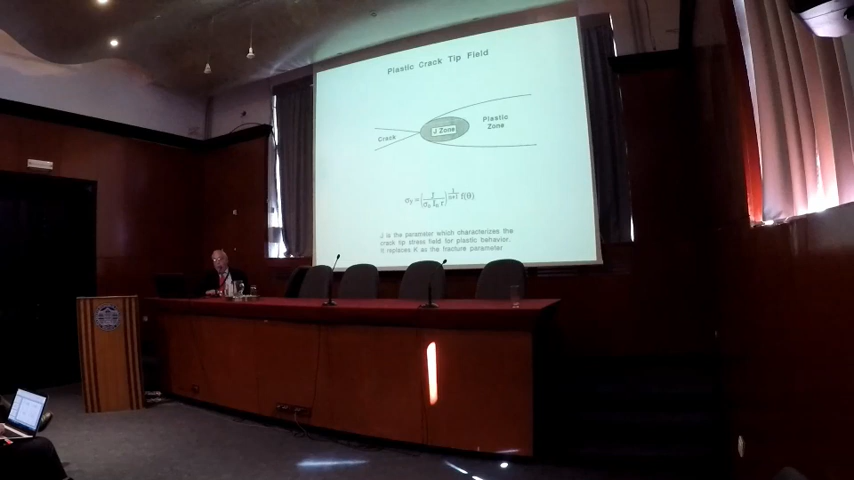 Plastic Crack Tip Field
Crack
J Zone
Plastic
Zone
J is the parameter which characterizes the
crack tip stress field for plastic behavior.
It replaces K as the fracture parameter